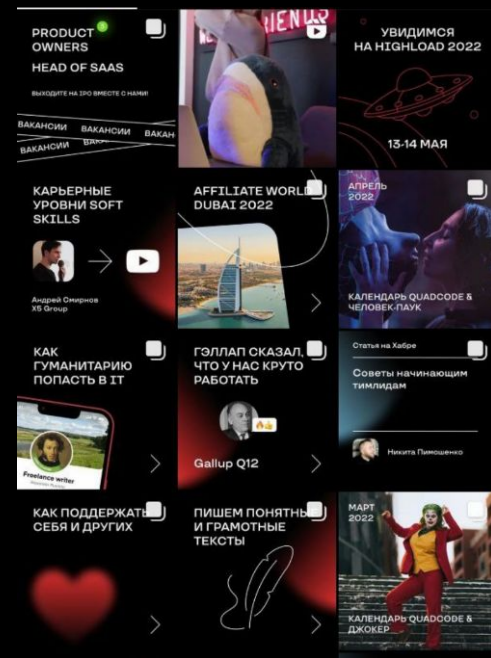 PRODUCT
OWNERS
HEAD OF SAAS
ВЫХОДИТЕ НА IPO ВМЕСТЕ С НАМИ!
ВАКАНСИИ ВАКАНСИИ ВАКАН
ВАКАНСИИ
RIENDS
УВИДИМСЯ
НА HIGHLOAD 2022
13-14 МАЯ
КАРЬЕРНЫЕ
УРОВНИ SOFT
SKILLS
Андрей Смирнов
X5 Group
AFFILIATE WORLD
DUBAI 2022
АПРЕЛЬ
2022
КАЛЕНДАРЬ QUADCODE &
ЧЕЛОВЕК-ПАУК
КАК
ГУМАНИТАРИЮ
ПОПАСТЬ В IT
Freelance writer
ГЭЛЛАП СКАЗАЛ,
ЧТО У НАС КРУТО
РАБОТАТЬ
Gallup Q12
Статья на Хабре
Советы начинающим
тимлидам
Никита Пимошенко
КАК ПОДДЕРЖАТЬ
СЕБЯ И ДРУГИХ
ПИШЕМ ПОНЯТНЫЕ
И ГРАМОТНЫЕ
ТЕКСТЫ
МАРТ
2022
КАЛЕНДАРЬ QUADCODE &
ДЖОКЕР